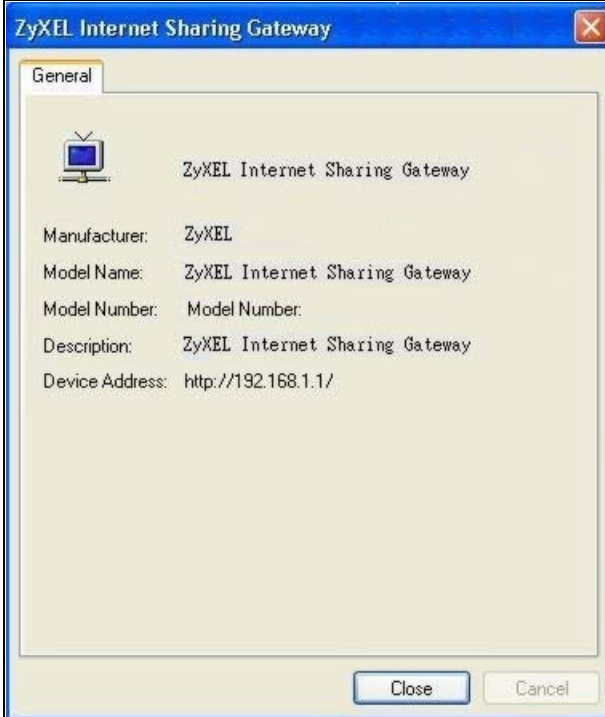 ZyXEL Internet Sharing Gateway
General
ZyXEL Internet Sharing Gateway
Manufacturer: ZyXEL
Model Name: ZyXEL Internet Sharing Gateway
Model Number: Model Number:
Description: ZyXEL Internet Sharing Gateway
Device Address: http://192.168.1.1/
Close Cancel